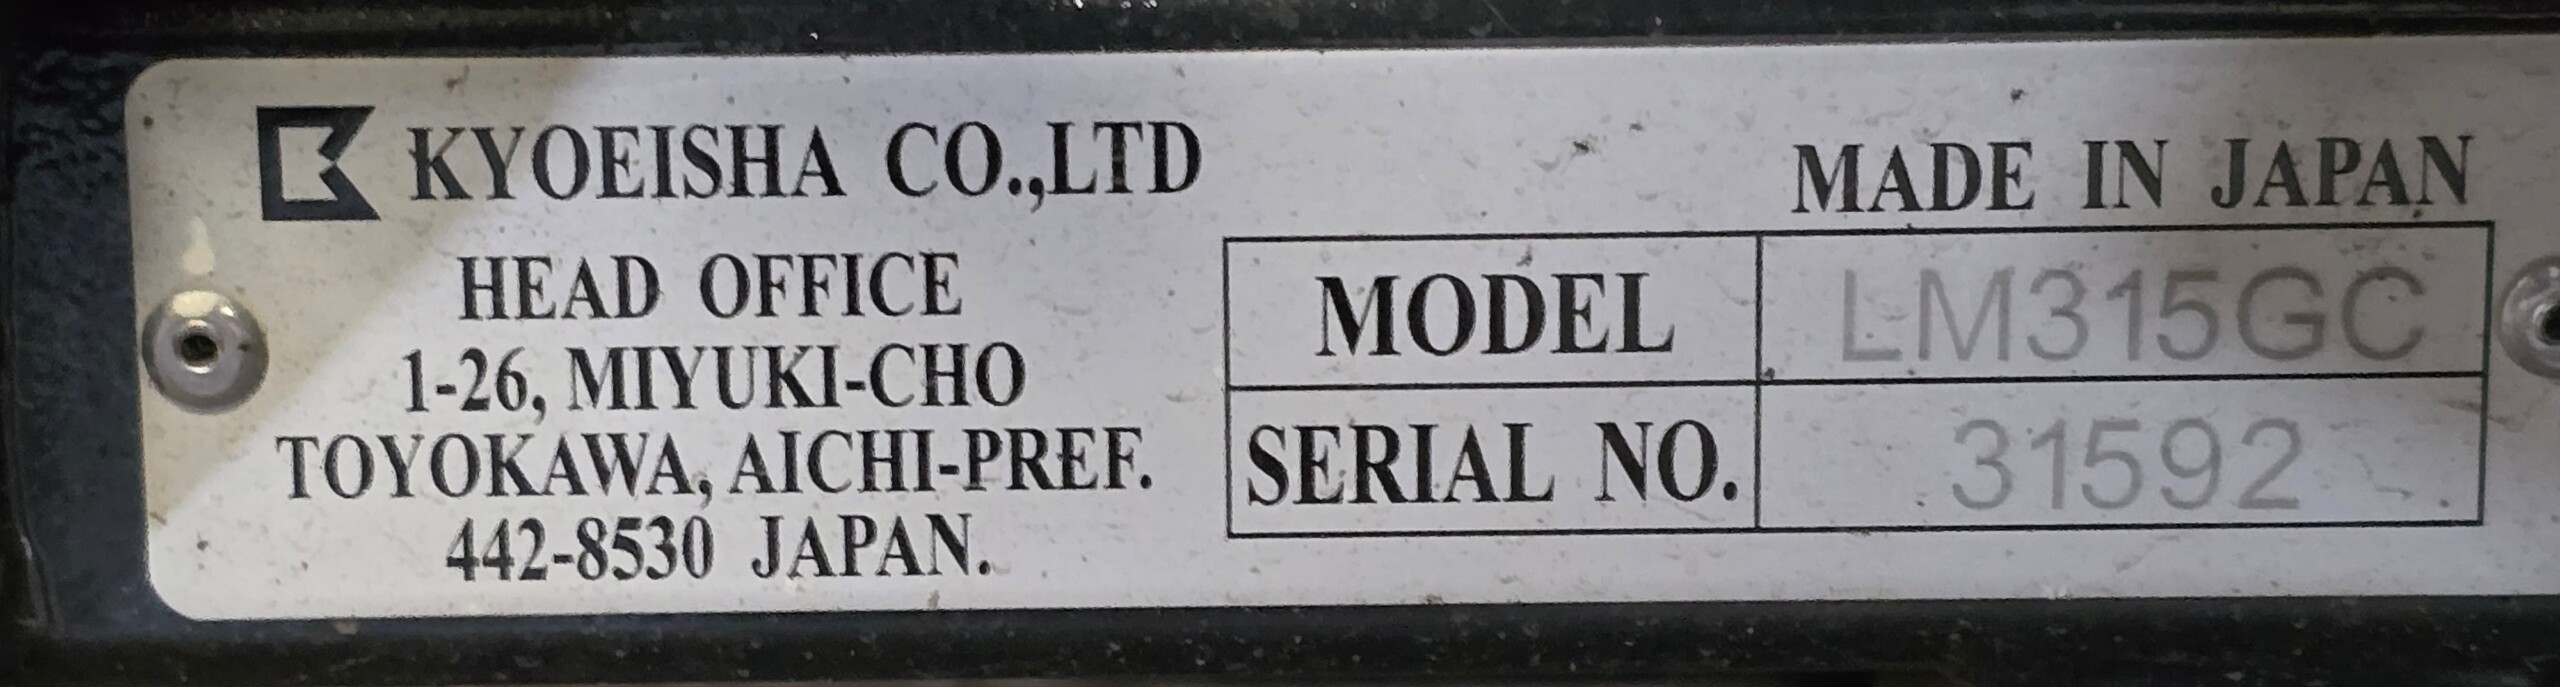 KYOEISHA CO.,LTD
HEAD OFFICE
1-26, MIYUKI-CHO
TOYOKAWA, AICHI-PREF.
442-8530 JAPAN.
MADE IN JAPAN
MODEL LM315GC
SERIAL NO. 31592